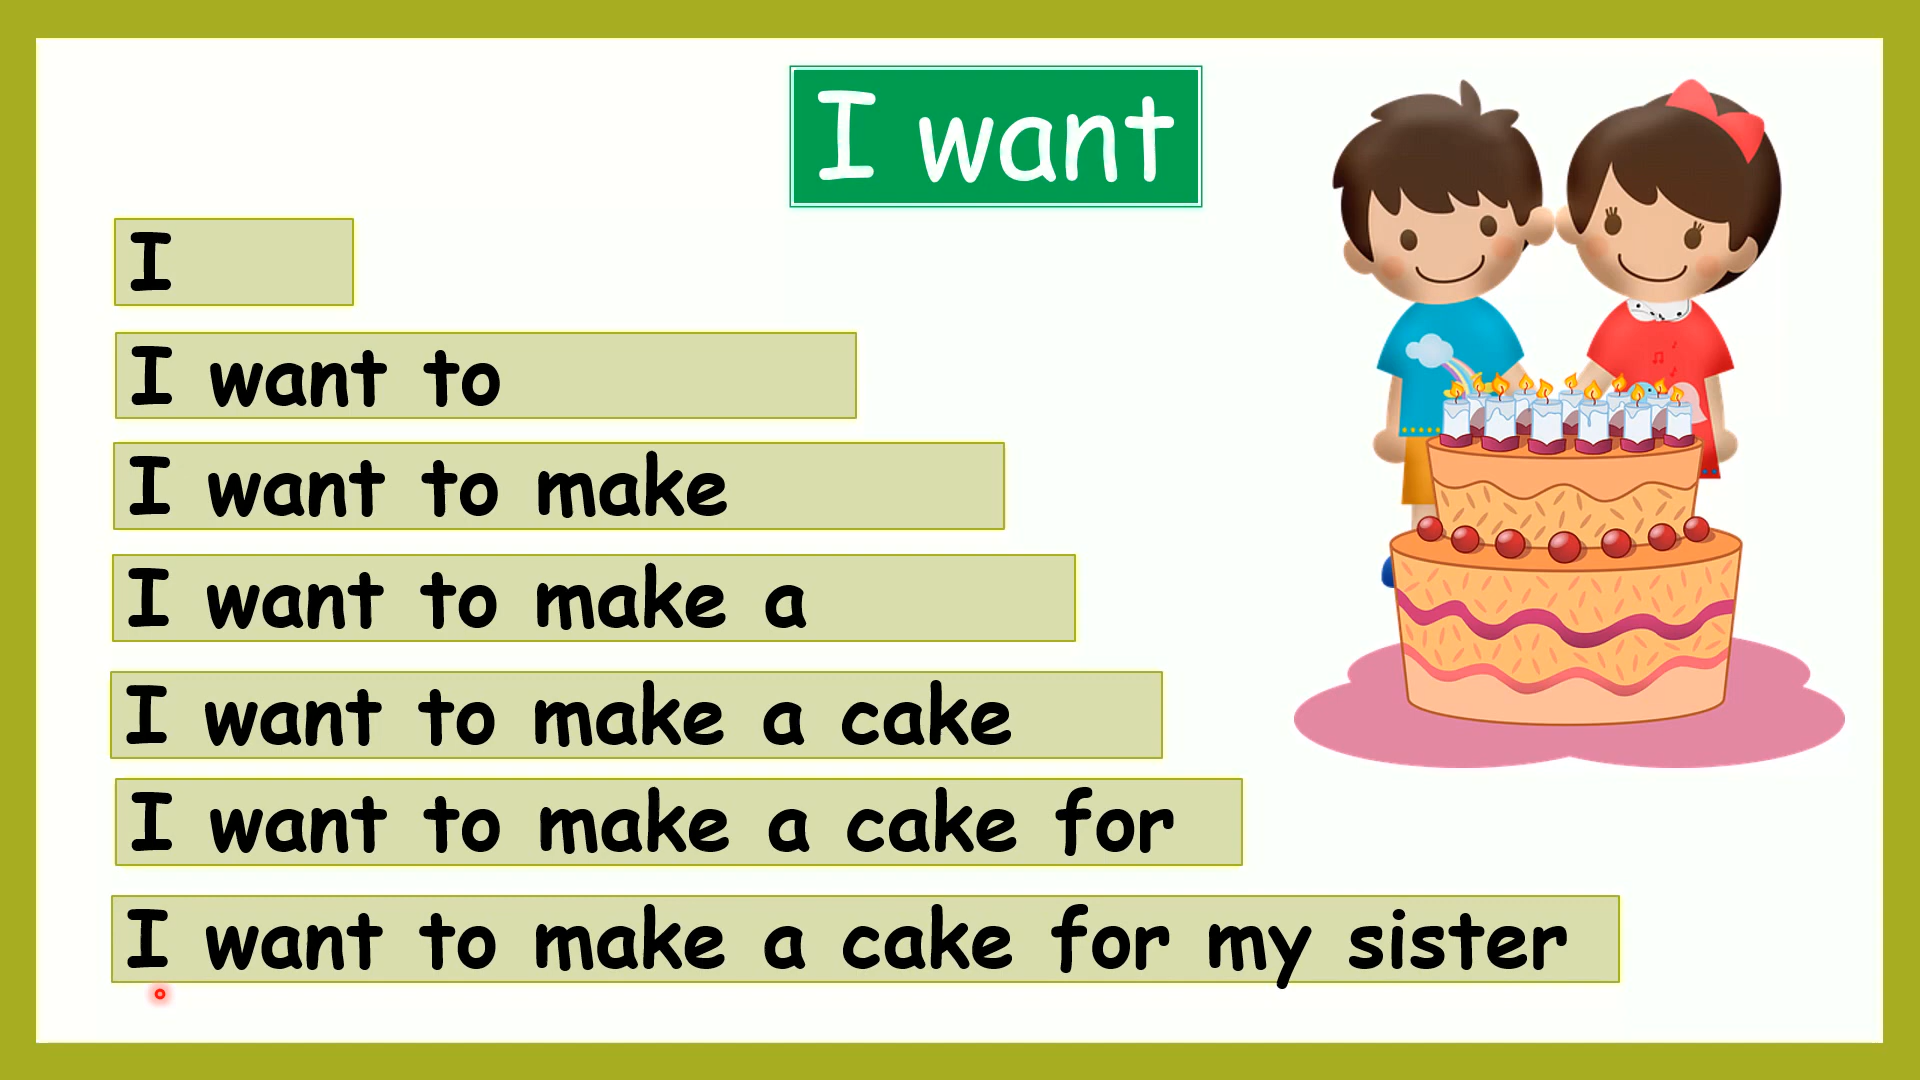 I want
I
I want to
I want to make
I want to make a
I want to make a cake
I want to make a cake for
I want to make a cake for my sister